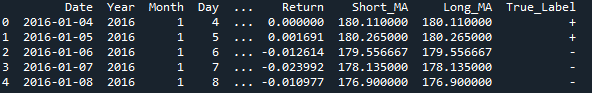 Date Year Month Day ... Return Short_MA Long_MA True_Label
0 2016-01-04 2016 1 4 ... 0.000000 180.110000 180.110000 +
1 2016-01-05 2016 1 5 ... 0.001691 180.265000 180.265000 +
2 2016-01-06 2016 1 6 ... -0.012614 179.556667 179.556667 -
3 2016-01-07 2016 1 7 ... -0.023992 178.135000 178.135000 -
4 2016-01-08 2016 1 8 ... -0.010977 176.900000 176.900000 -